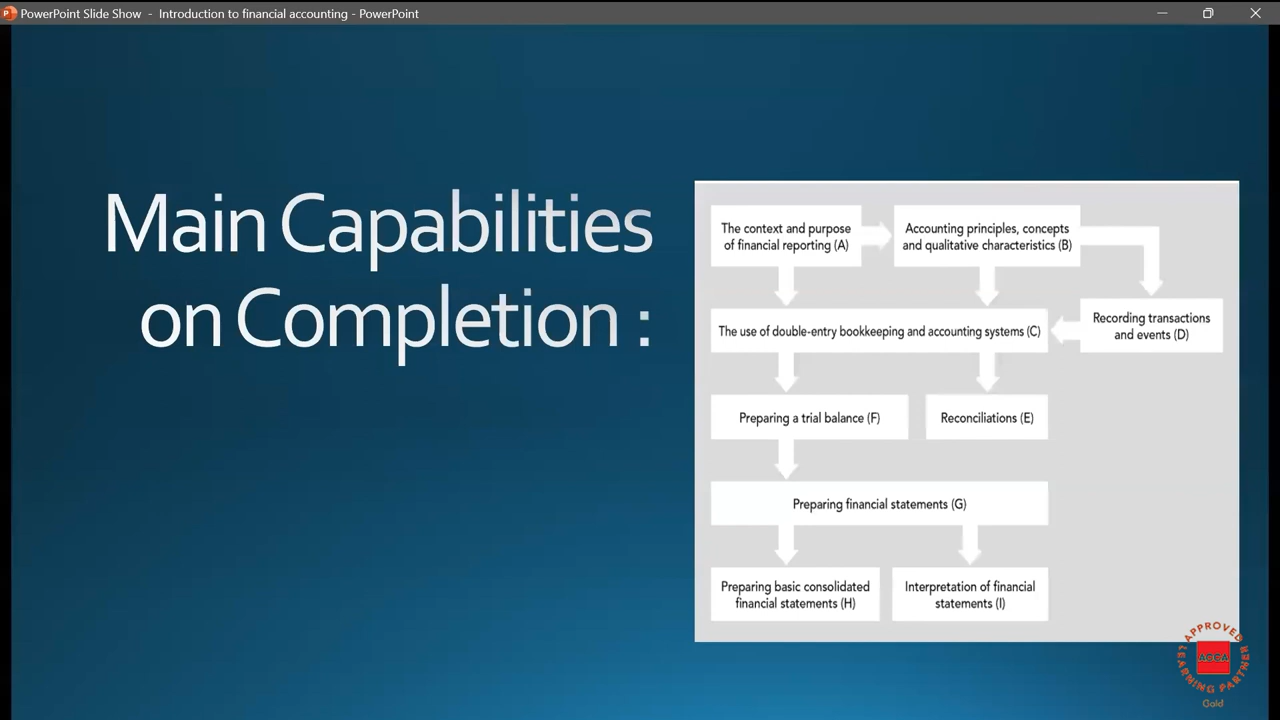 PowerPoint Slide Show - Introduction to financial accounting - PowerPoint
Main Capabilities
on Completion :
The context and purpose
of financial reporting (A)
Accounting principles, concepts
and qualitative characteristics (B)
The use of double-entry bookkeeping and accounting systems (C)
Recording transactions
and events (D)
Preparing a trial balance (F)
Reconciliations (E)
Preparing financial statements (G)
Preparing basic consolidated
financial statements (H)
Interpretation of financial
statements (I)
APPROVED
ACCA
LEARNING PARTNER
Gold